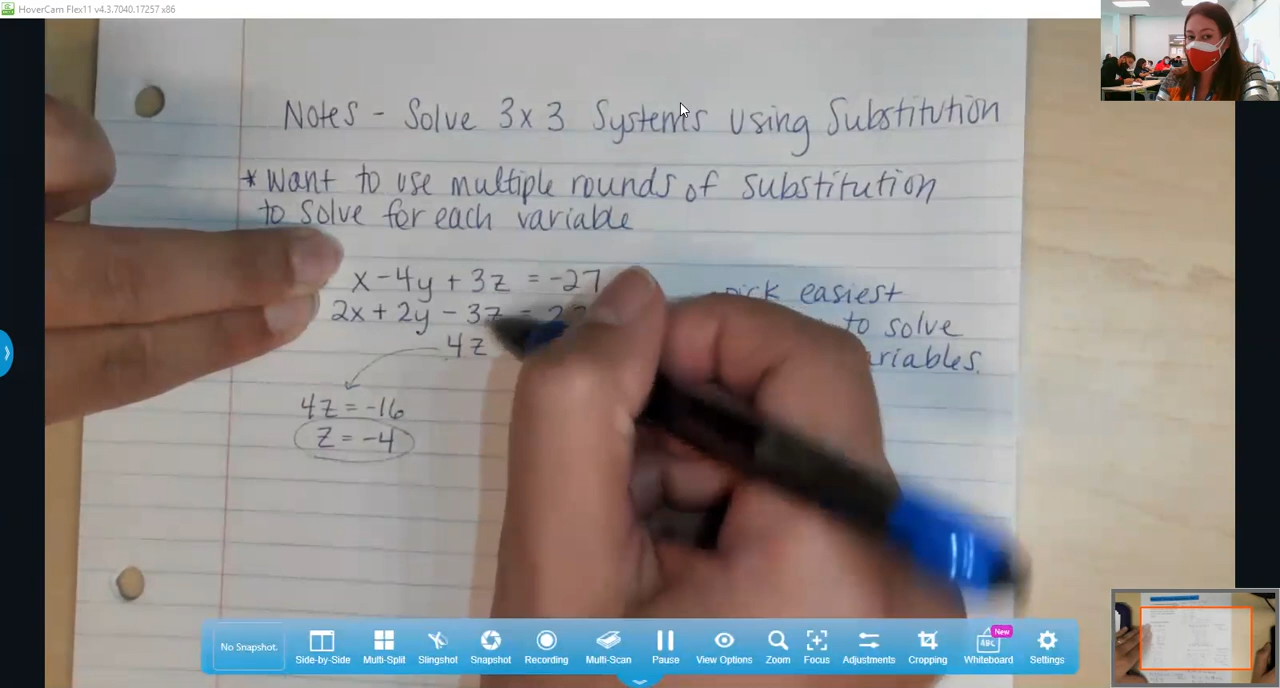 HoverCam Flex11 v4.3.7040.17257 x86
Notes - Solve 3x3 Systems using Substitution
* Want to use multiple rounds of substitution
to solve for each variable
x - 4y + 3z = -27
2x + 2y - 3z =
4z
4z = -16
z = -4
easiest
to solve
No Snapshot.
Side-by-Side
Multi-Split
Slingshot
Snapshot
Recording
Multi-Scan
Pause
View Options
Zoom
Focus
Adjustments
Cropping
ABC
New
Whiteboard
Settings